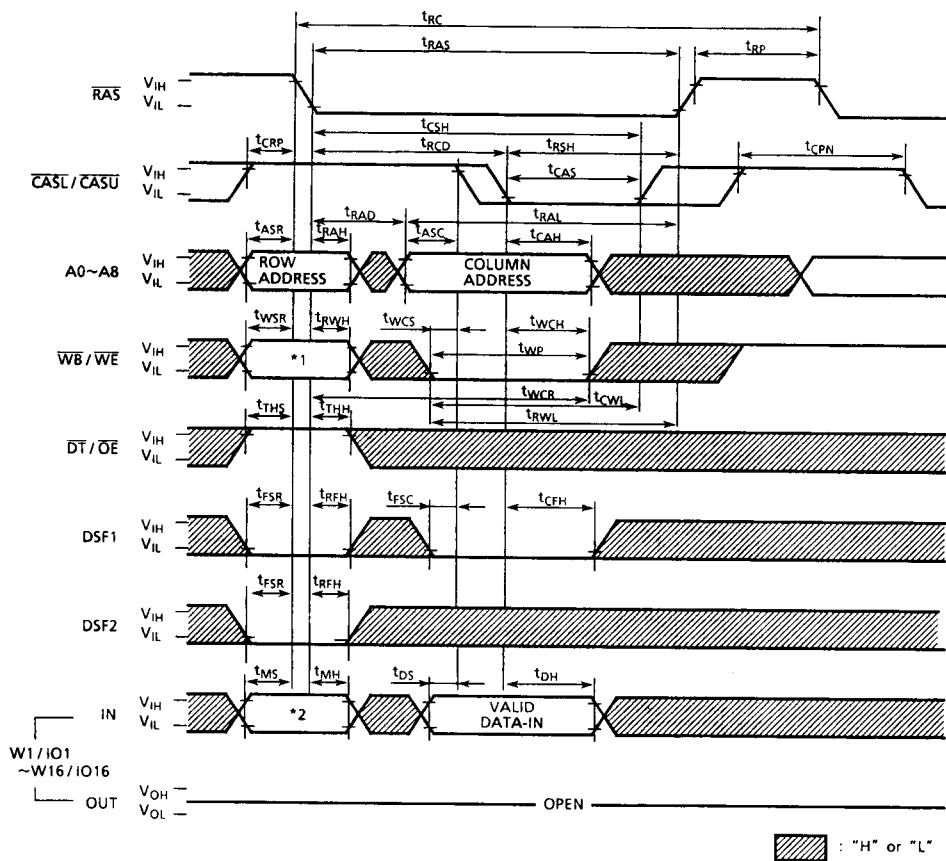 tRC
tRAS
tRP
RAS VIH
VIL
tCSH
tCRP tRCD tRSH tCPN
CASL / CASU VIH
VIL
tCAS
tRAD tRAL
tASR tRAH tASC tCAH
A0~A8 VIH
VIL
ROW ADDRESS
COLUMN ADDRESS
tWSR tRWH tWCS tWCH
tWP
WB / WE VIH
VIL
*1
tWCR tCWL
tTHS tTHH tRWL
DT / OE VIH
VIL
tFSR tRFH tFSC tCFH
DSF1 VIH
VIL
tFSR tRFH
DSF2 VIH
VIL
tMS tMH tDS tDH
IN VIH
VIL
*2
VALID DATA-IN
W1 / IO1
~W16 / IO16
OUT VOH
VOL
OPEN
: "H" or "L"